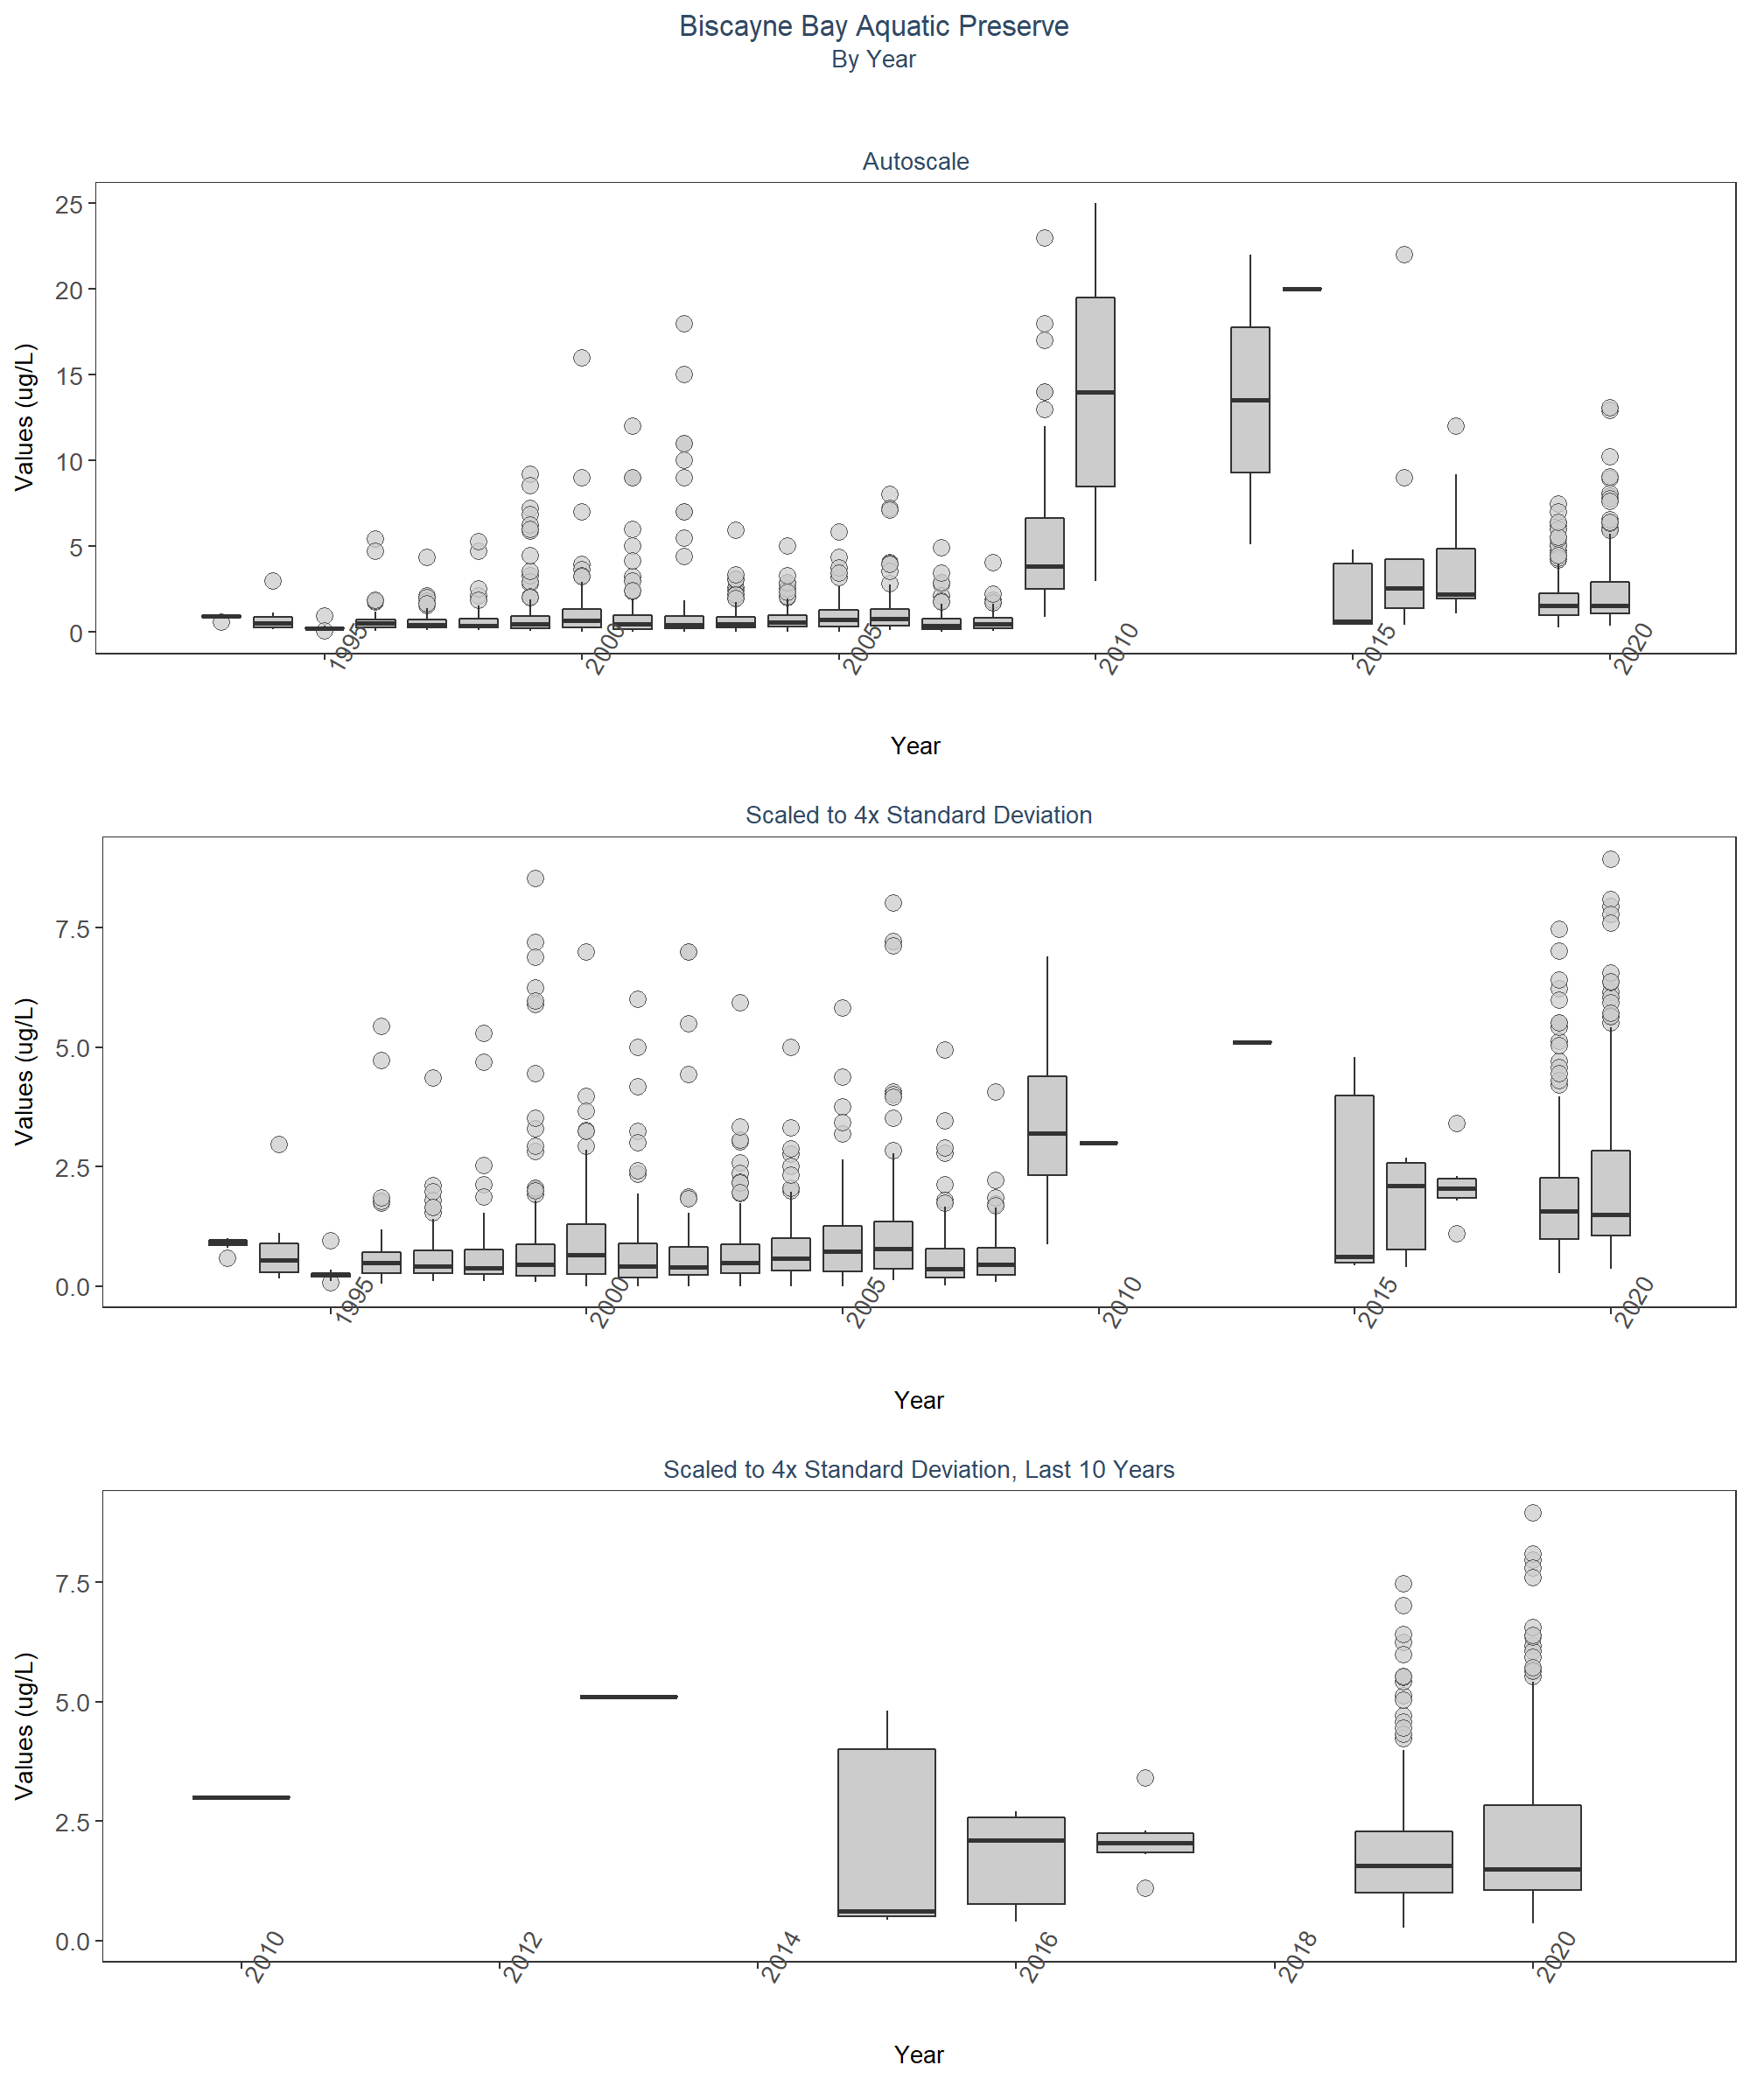 Biscayne Bay Aquatic Preserve
By Year
Autoscale
Values (ug/L)
25
20
15
10
5
0
1995
2000
2005
2010
2015
2020
Year
Scaled to 4x Standard Deviation
Values (ug/L)
7.5
5.0
2.5
0.0
1995
2000
2005
2010
2015
2020
Year
Scaled to 4x Standard Deviation, Last 10 Years
Values (ug/L)
7.5
5.0
2.5
0.0
2010
2012
2014
2016
2018
2020
Year